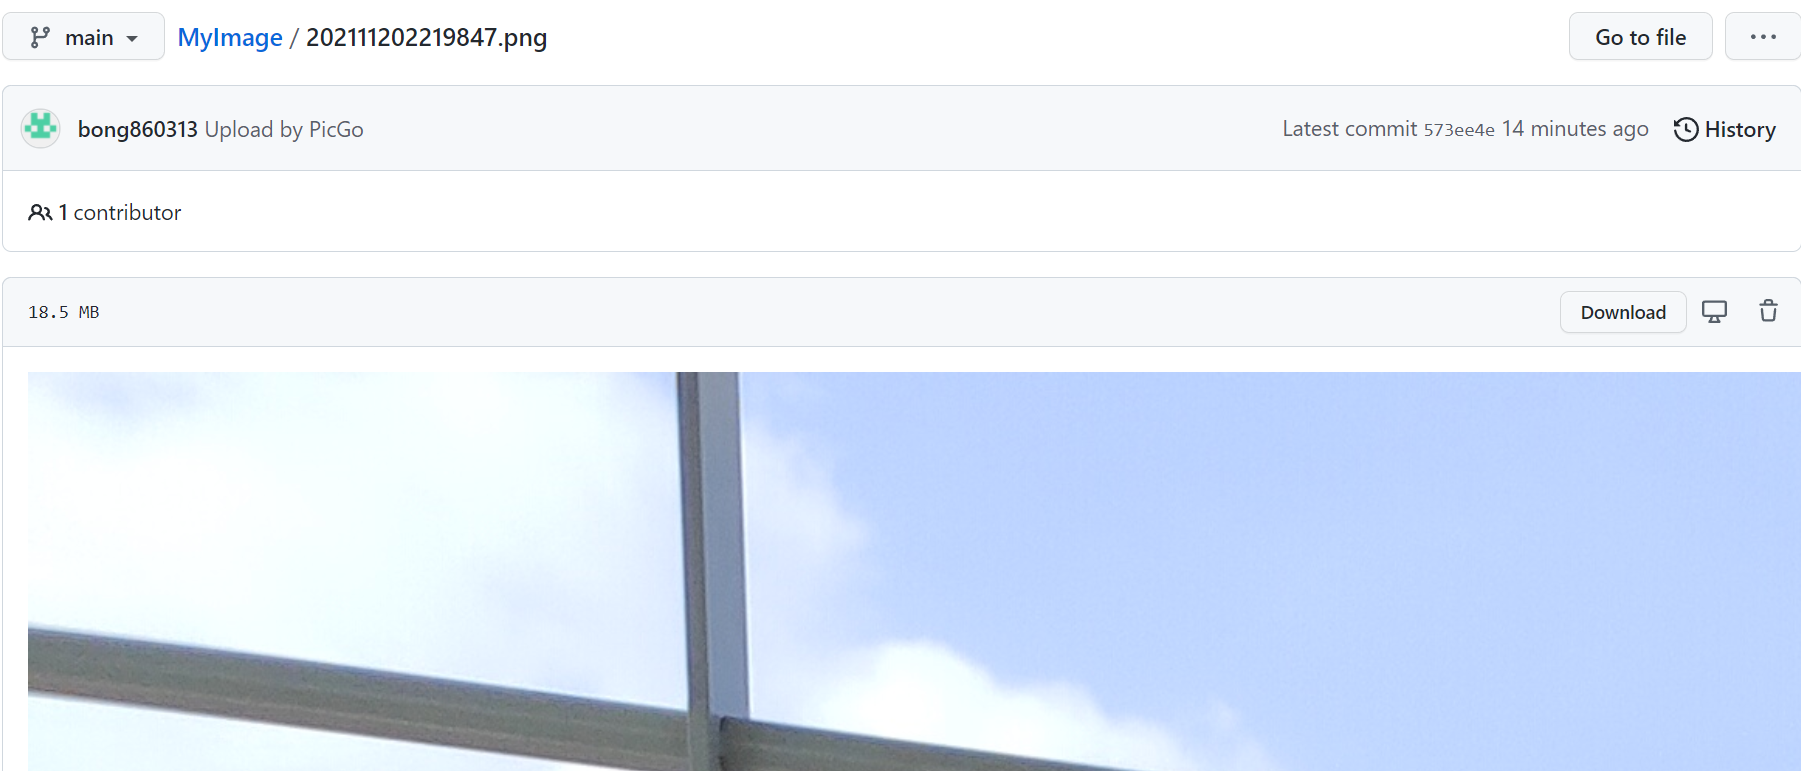 main
MyImage / 202111202219847.png
Go to file
...
bong860313 Upload by PicGo
Latest commit 573ee4e 14 minutes ago
History
1 contributor
18.5 MB
Download